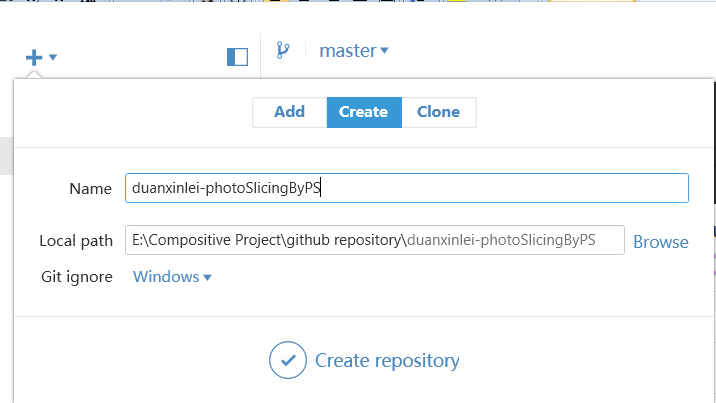 master
Add Create Clone
Name duanxinlei-photoSlicingByPS
Local path E:\Compositive Project\github repository\duanxinlei-photoSlicingByPS Browse
Git ignore Windows
Create repository